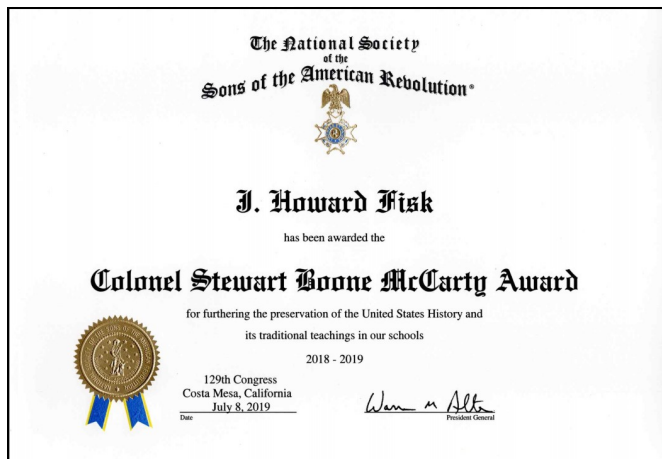 The National Society
of the
Sons of the American Revolution®
J. Howard Fisk
has been awarded the
Colonel Stewart Boone McCarty Award
for furthering the preservation of the United States History and
its traditional teachings in our schools
2018 - 2019
129th Congress
Costa Mesa, California
July 8, 2019
Date
President General